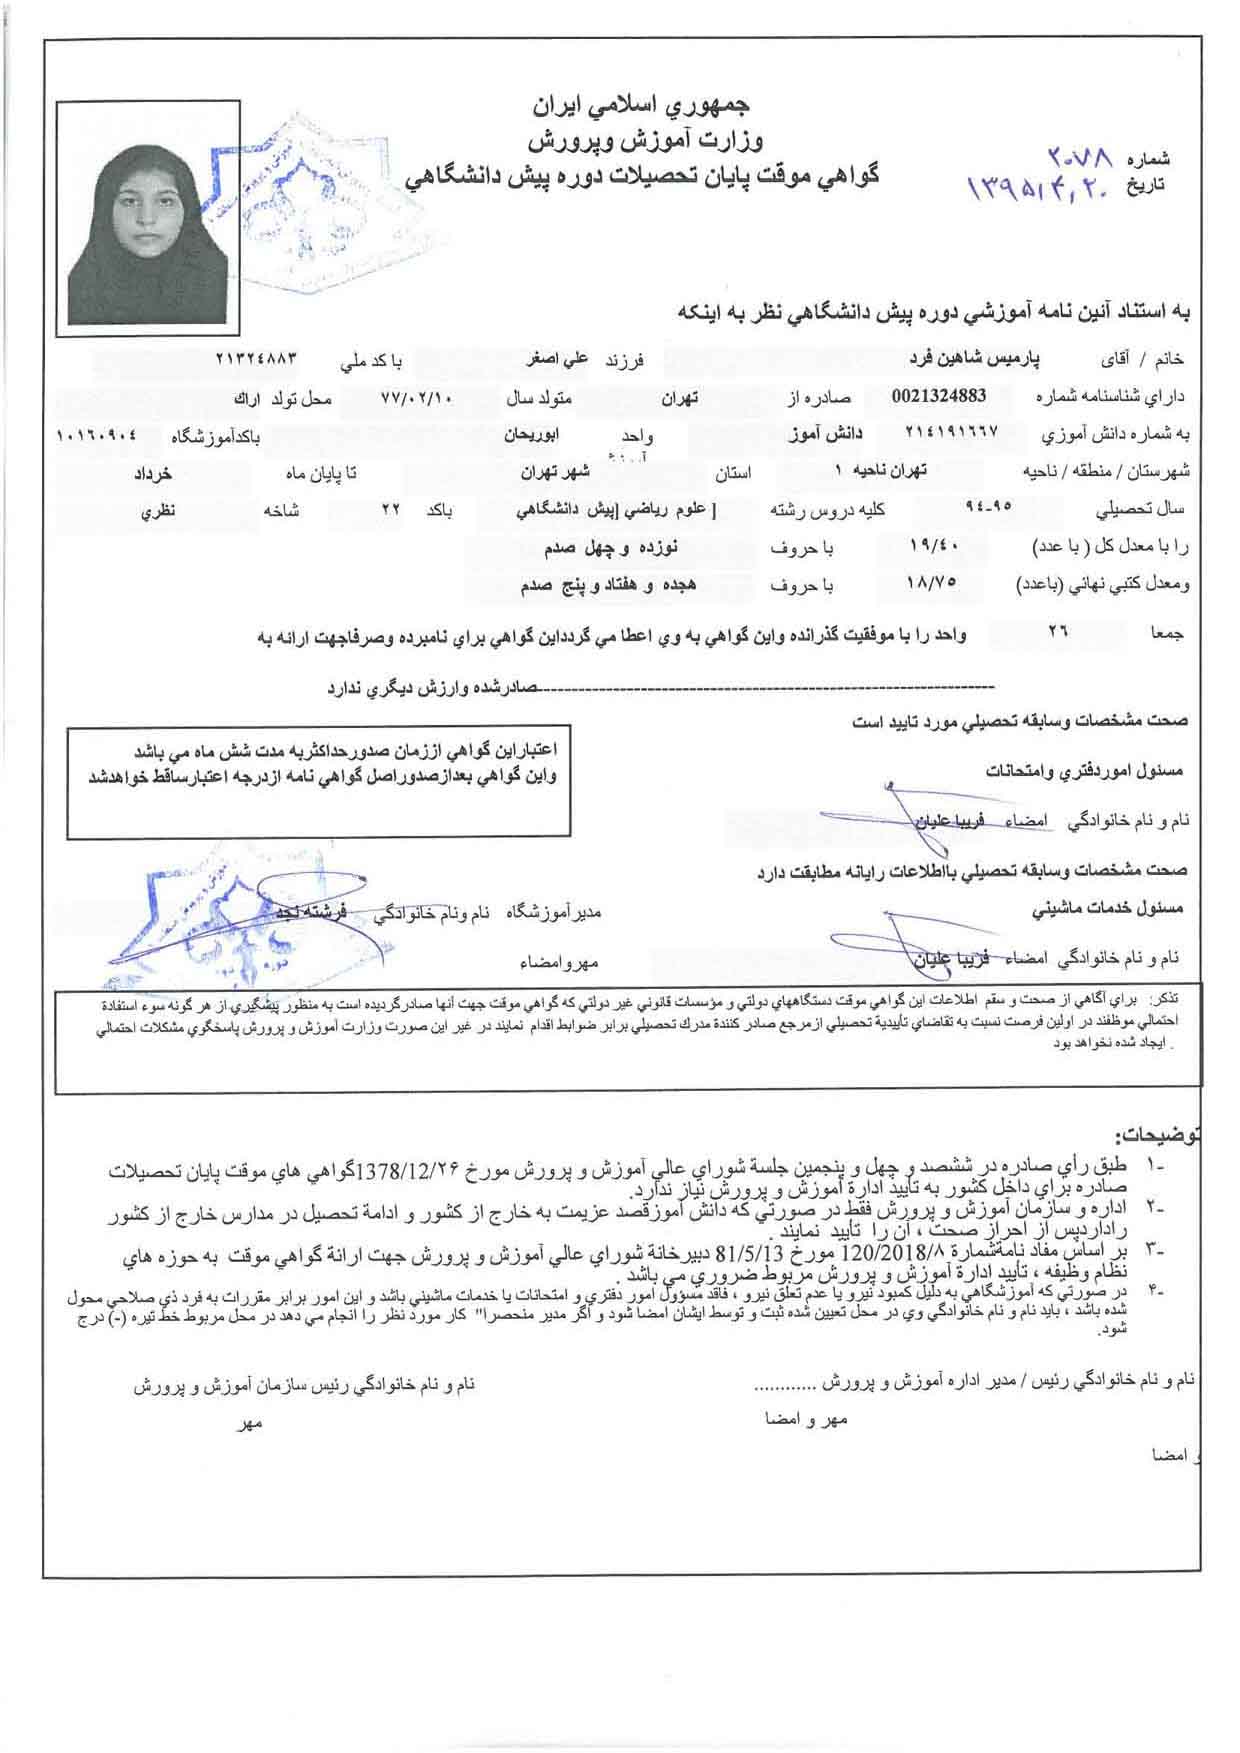 جمهوري اسلامي ايران
وزارت آموزش وپرورش
گواهي موقت پايان تحصيلات دوره پيش دانشگاهي
شماره ۲۰۷۸
تاريخ ۱۳۹۵/۴/۲۰
به استناد آئين نامه آموزشي دوره پيش دانشگاهي نظر به اينكه
خانم / آقای پارميس شاهين فرد فرزند علي اصغر با كد ملي ۲۱۳۲٤۸۸۳
داراي شناسنامه شماره 0021324883 صادره از تهران متولد سال ۷۷/۰۲/۱۰ محل تولد اراك
به شماره دانش آموزي ۲۱٤۱۹۱٦٦۷ دانش آموز واحد ابوريحان باكدآموزشگاه ۱۰۱٦۰۹۰٤
شهرستان / منطقه / ناحيه تهران ناحيه ۱ استان شهر تهران تا پايان ماه خرداد
سال تحصيلي ۹٤-۹۵ كليه دروس رشته [ علوم رياضي [پيش دانشگاهي باكد ۲۲ شاخه نظري
را با معدل كل ( با عدد) ۱۹/٤۰ با حروف نوزده و چهل صدم
ومعدل كتبي نهائي (باعدد) ۱۸/۷۵ با حروف هجده و هفتاد و پنج صدم
جمعا ۲٦ واحد را با موفقيت گذرانده واين گواهي به وي اعطا مي گردداين گواهي براي نامبرده وصرفاجهت ارائه به
--------------------صادرشده وارزش ديگري ندارد
صحت مشخصات وسابقه تحصيلي مورد تاييد است
اعتباراين گواهي اززمان صدورحداكثربه مدت شش ماه مي باشد
واين گواهي بعدازصدوراصل گواهي نامه ازدرجه اعتبارساقط خواهدشد
مسئول اموردفتري وامتحانات
نام و نام خانوادگي امضاء فريبا عليان
صحت مشخصات وسابقه تحصيلي بااطلاعات رايانه مطابقت دارد
مسئول خدمات ماشيني
مديرآموزشگاه نام ونام خانوادگي فرشته نجد
نام و نام خانوادگي امضاء فريبا عليان
مهروامضاء
تذكر: براي آگاهي از صحت و سقم اطلاعات اين گواهي موقت دستگاههاي دولتي و مؤسسات قانوني غير دولتي كه گواهي موقت جهت آنها صادرگرديده است به منظور پيشگيري از هر گونه سوء استفادة
احتمالي موظفند در اولين فرصت نسبت به تقاضاي تأييدية تحصيلي ازمرجع صادر كنندة مدرك تحصيلي برابر ضوابط اقدام نمايند در غير اين صورت وزارت آموزش و پرورش پاسخگوي مشكلات احتمالي
ايجاد شده نخواهد بود .
توضيحات:
۱- طبق رأي صادره در ششصد و چهل و پنجمين جلسة شوراي عالي آموزش و پرورش مورخ 1378/12/۲۶گواهي هاي موقت پايان تحصيلات
صادره براي داخل كشور به تأييد ادارة آموزش و پرورش نياز ندارد.
۲- اداره و سازمان آموزش و پرورش فقط در صورتي كه دانش آموزقصد عزيمت به خارج از كشور و ادامة تحصيل در مدارس خارج از كشور
راداردپس از احراز صحت ، آن را تأييد نمايند .
۳- بر اساس مفاد نامةشمارة ۸/120/2018 مورخ 81/5/13 دبيرخانة شوراي عالي آموزش و پرورش جهت ارائة گواهي موقت به حوزه هاي
نظام وظيفه ، تأييد ادارة آموزش و پرورش مربوط ضروري مي باشد .
۴- در صورتي كه آموزشگاهي به دليل كمبود نيرو يا عدم تعلق نيرو ، فاقد مسؤول امور دفتري و امتحانات يا خدمات ماشيني باشد و اين امور برابر مقررات به فرد ذي صلاحي محول
شده باشد ، بايد نام و نام خانوادگي وي در محل تعيين شده ثبت و توسط ايشان امضا شود و اگر مدير منحصرا" كار مورد نظر را انجام مي دهد در محل مربوط خط تيره (-) درج
شود.
نام و نام خانوادگي رئيس / مدير اداره آموزش و پرورش ............
نام و نام خانوادگي رئيس سازمان آموزش و پرورش
مهر و امضا
مهر
و امضا